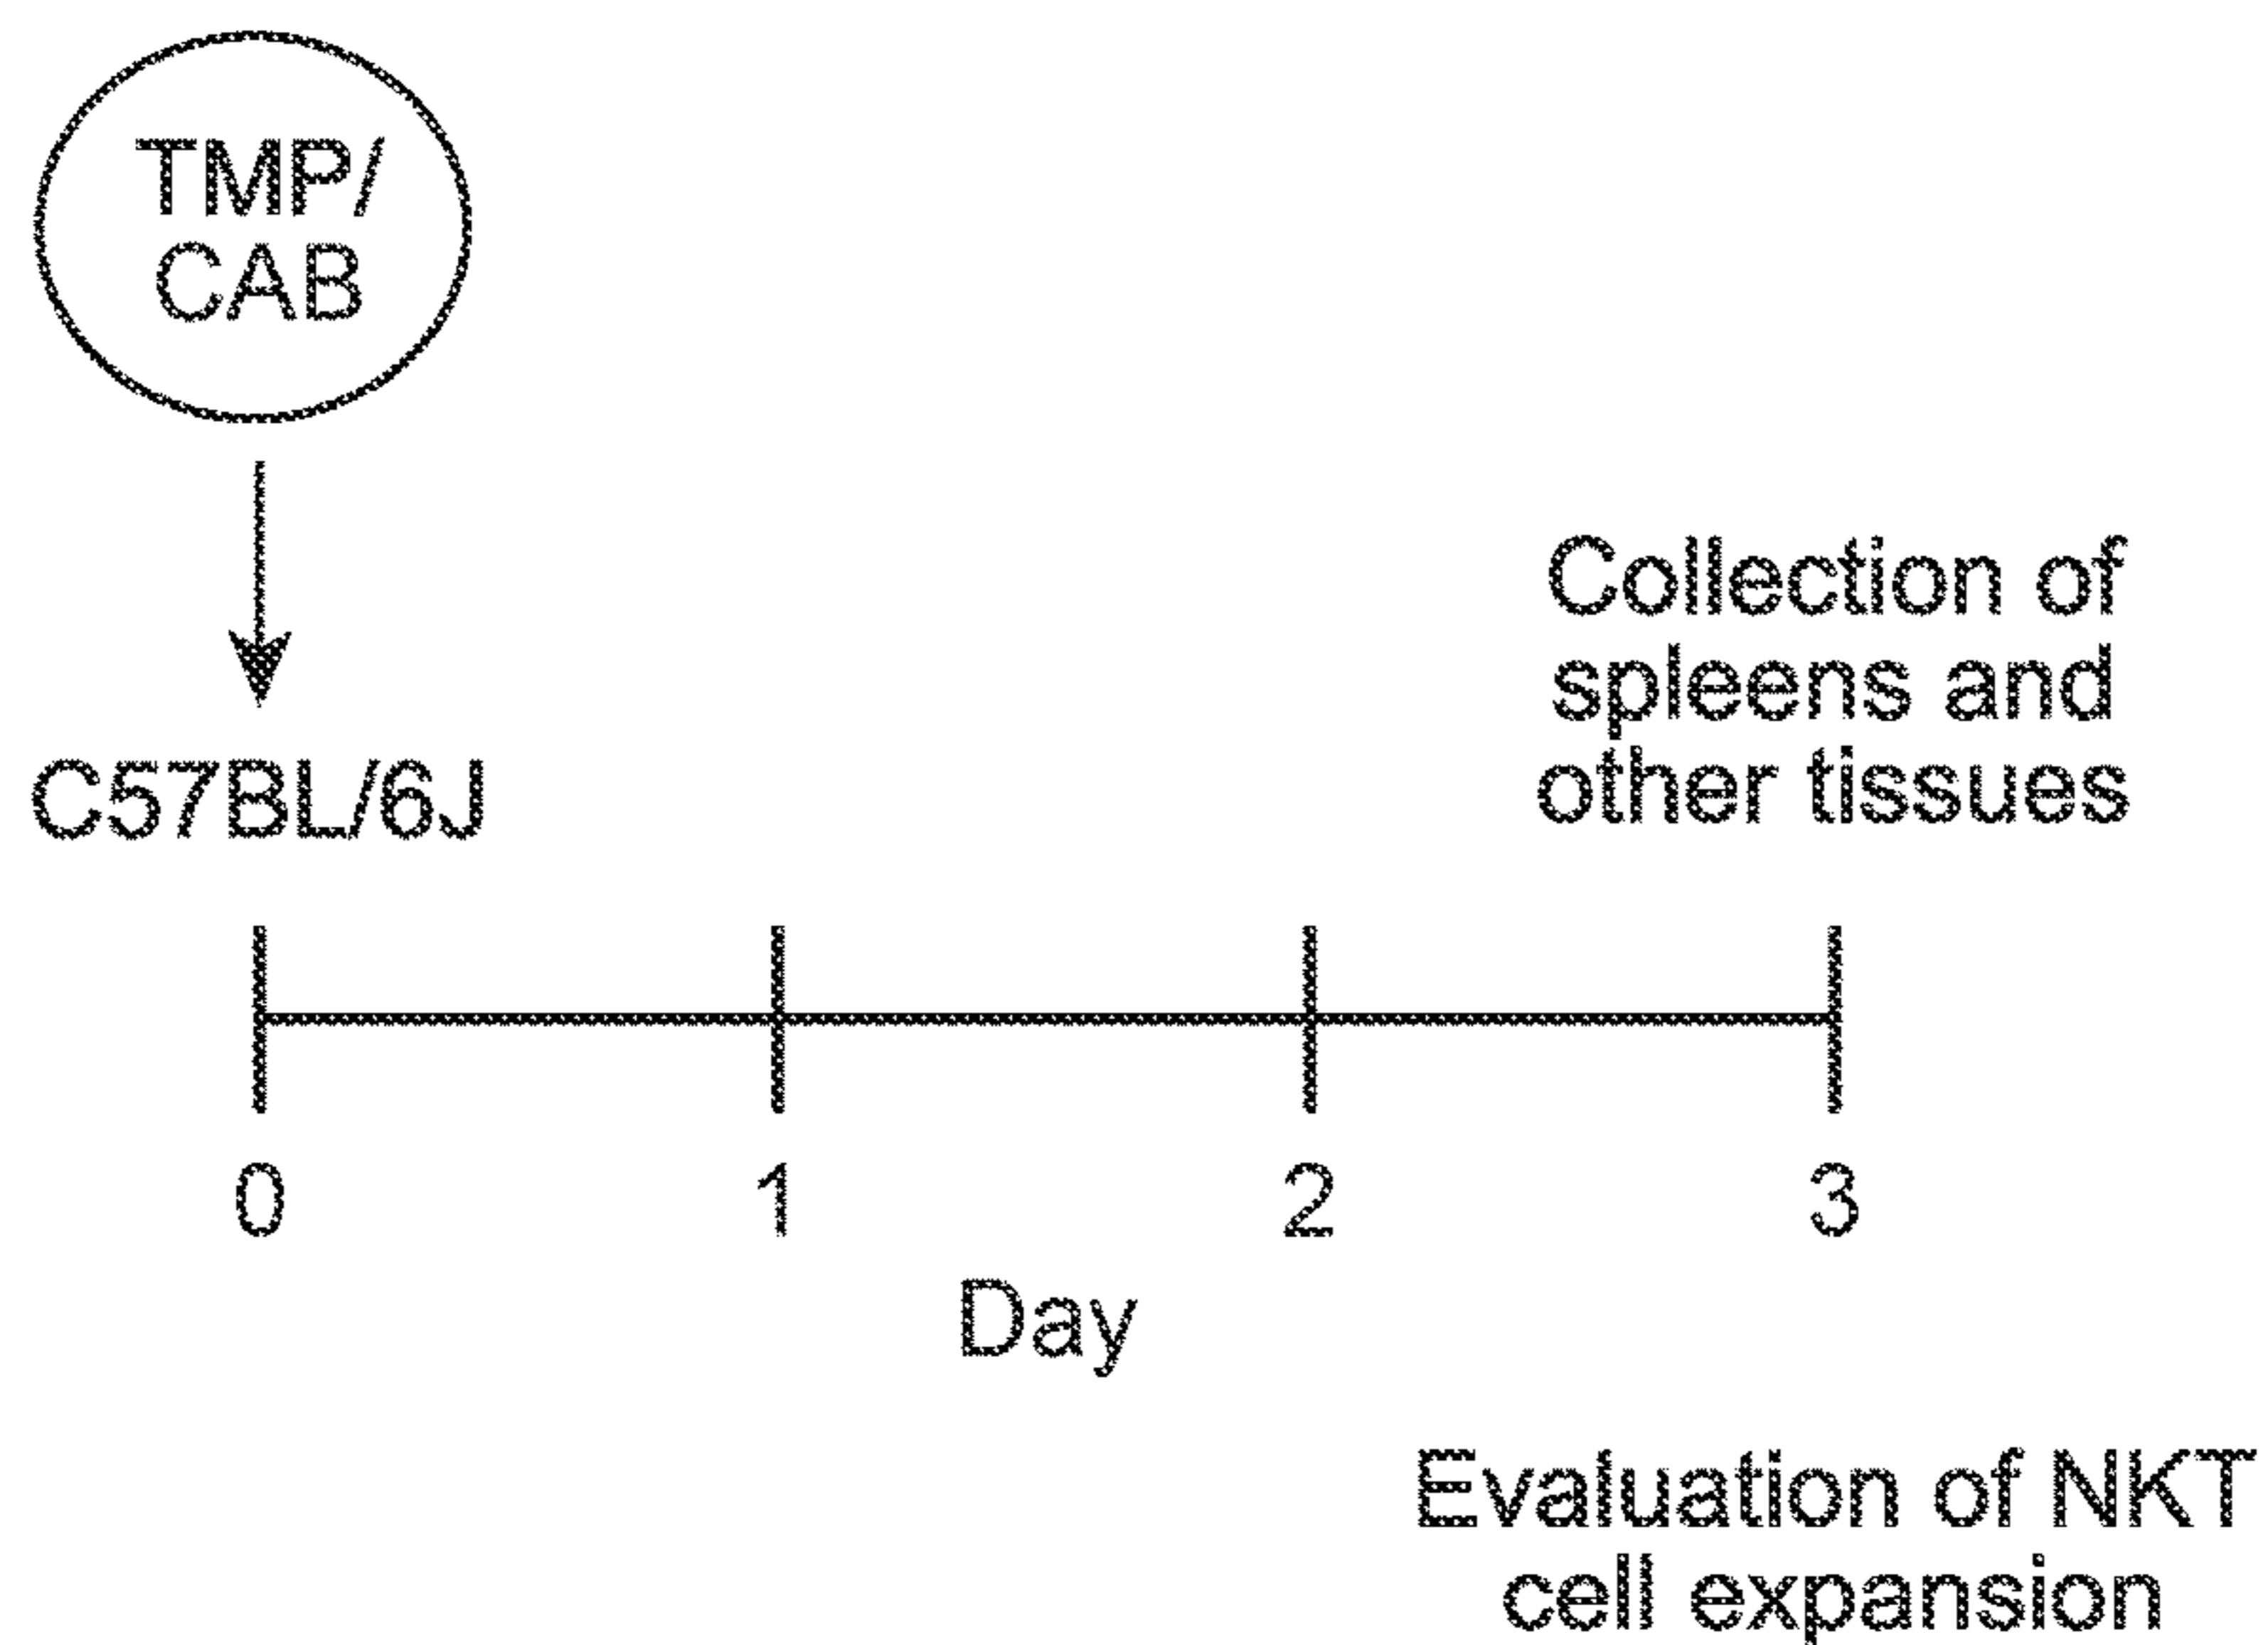 TMP/
CAB
C57BL/6J
Collection of
spleens and
other tissues
0
1
2
3
Day
Evaluation of NKT
cell expansion